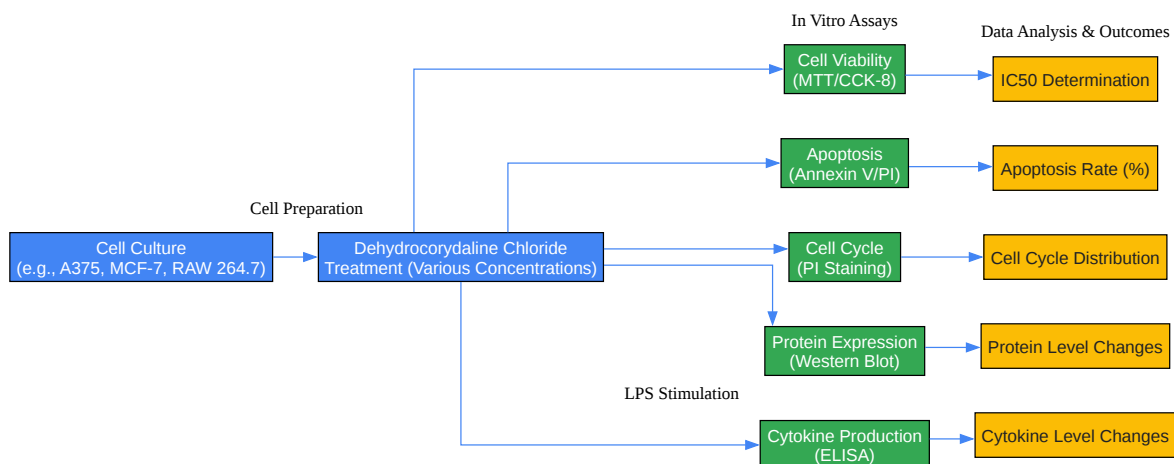 In Vitro Assays
Data Analysis & Outcomes
Cell Viability
(MTT/CCK-8)
IC50 Determination
Apoptosis
(Annexin V/PI)
Apoptosis Rate (%)
Cell Preparation
Cell Culture
(e.g., A375, MCF-7, RAW 264.7)
Dehydrocorydaline Chloride
Treatment (Various Concentrations)
Cell Cycle
(PI Staining)
Cell Cycle Distribution
Protein Expression
(Western Blot)
Protein Level Changes
LPS Stimulation
Cytokine Production
(ELISA)
Cytokine Level Changes